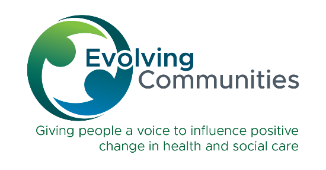 Evolving
Communities
Giving people a voice to influence positive
change in health and social care